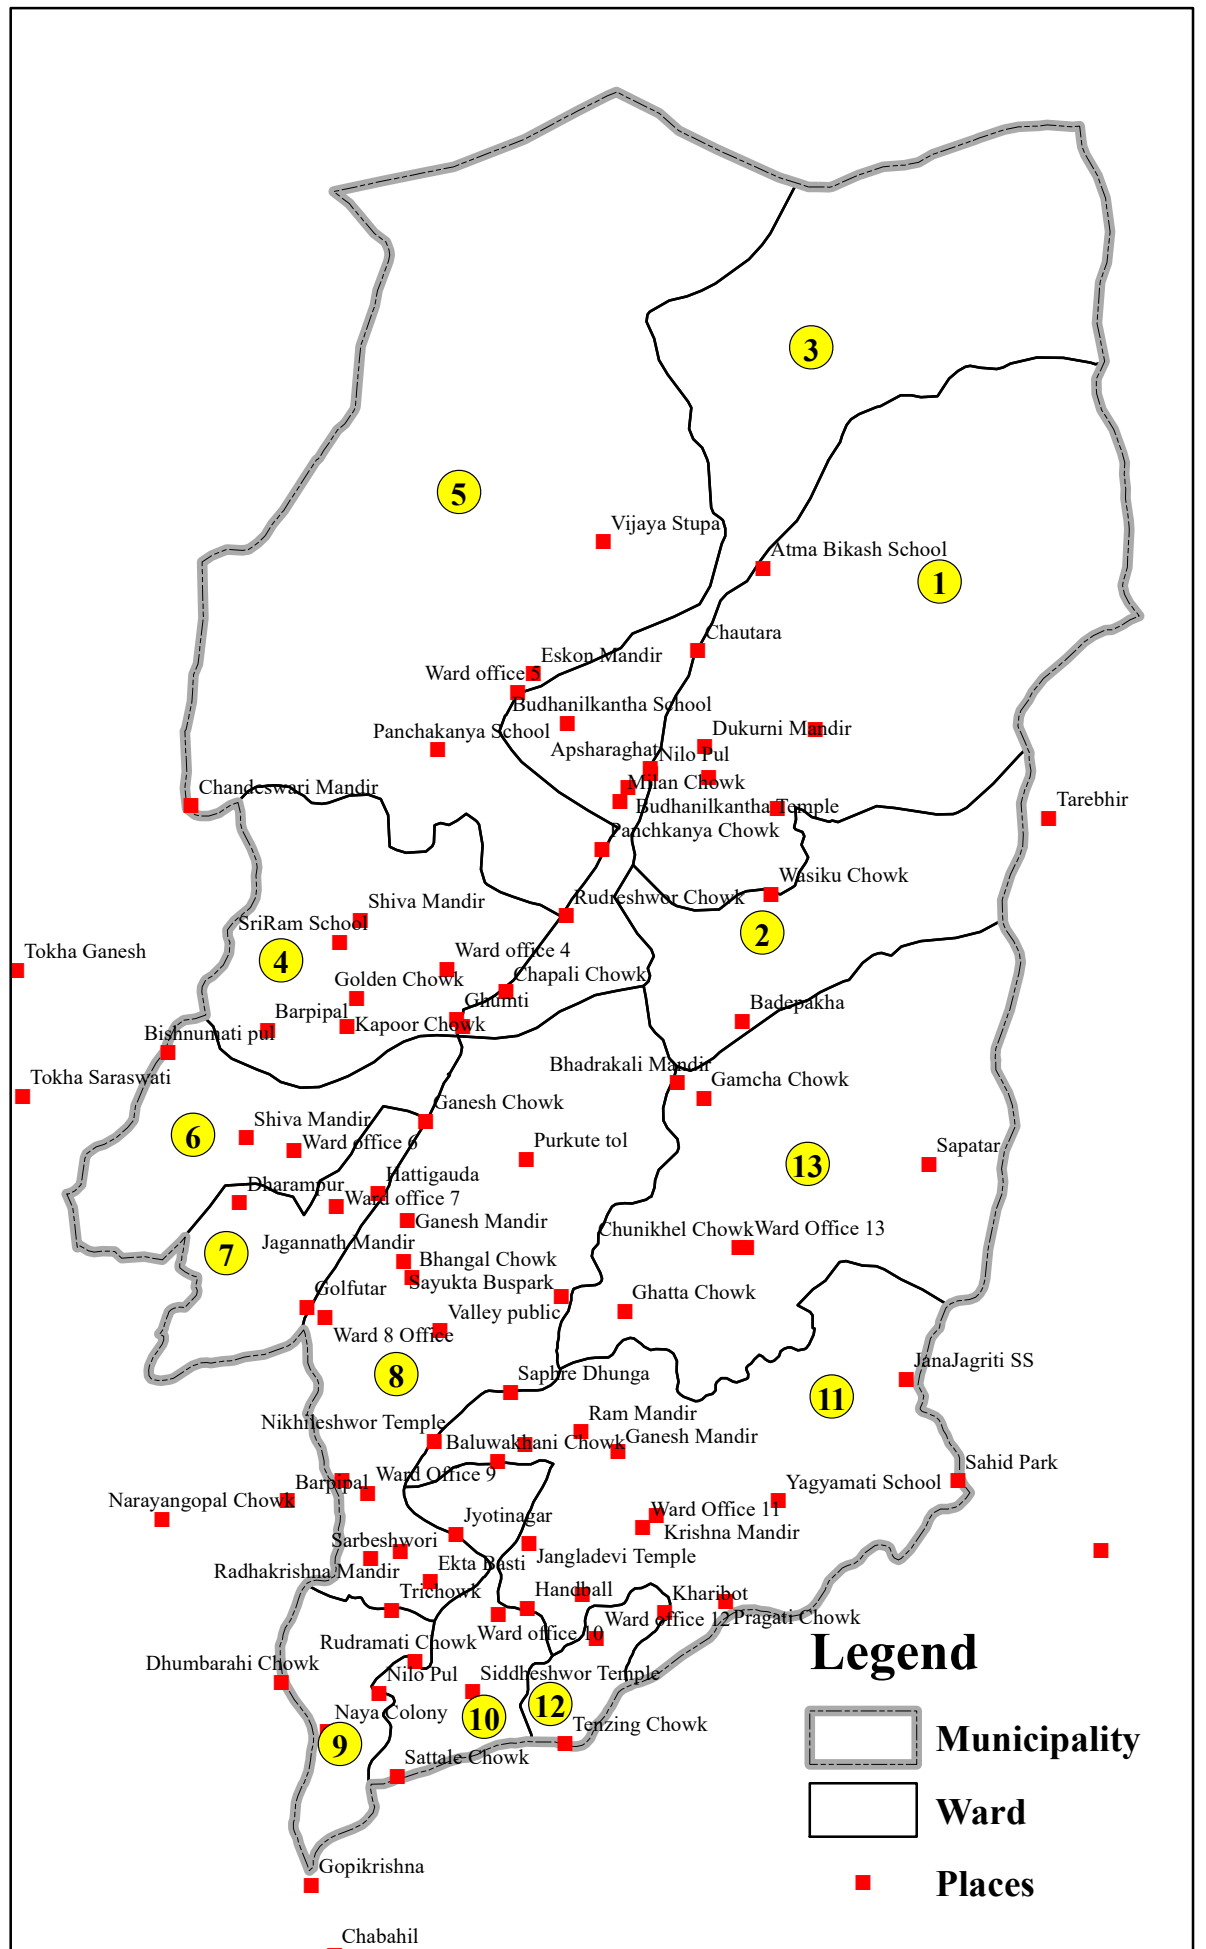 3
5
Vijaya Stupa
Atma Bikash School
1
Chautara
Eskon Mandir
Ward office 5
Budhanilkantha School
Panchakanya School
Dukurni Mandir
Apsharaghat
Nilo Pul
Milan Chowk
Chandeswari Mandir
Budhanilkantha Temple
Tarebhir
Panchkanya Chowk
Wasiku Chowk
Rudreshwor Chowk
Shiva Mandir
SriRam School
2
4
Tokha Ganesh
Ward office 4
Golden Chowk
Chapali Chowk
Ghumti
Badepakha
Barpipal
Kapoor Chowk
Bishnumati pul
Bhadrakali Mandir
Tokha Saraswati
Gamcha Chowk
Ganesh Chowk
Shiva Mandir
6
Ward office 6
Purkute tol
Sapatar
13
Hattigauda
Dharampur
Ward office 7
Ganesh Mandir
Chunikhel Chowk
Ward Office 13
Jagannath Mandir
7
Bhangal Chowk
Sayukta Buspark
Golfutar
Ghatta Chowk
Valley public
Ward 8 Office
8
JanaJagriti SS
Saphre Dhunga
11
Ram Mandir
Nikhileshwor Temple
Baluwakhani Chowk
Ganesh Mandir
Sahid Park
Ward Office 9
Barpipal
Yagyamati School
Narayangopal Chowk
Ward Office 11
Jyotinagar
Krishna Mandir
Sarbeshwori
Jangladevi Temple
Ekta Basti
Radhakrishna Mandir
Trichowk
Handball
Kharibot
Ward office 12
Pragati Chowk
Ward office 10
Rudramati Chowk
Dhumbarahi Chowk
Nilo Pul
Siddheshwor Temple
12
Naya Colony
10
Tenzing Chowk
9
Sattale Chowk
Gopikrishna
Chabahil
Legend
Municipality
Ward
Places